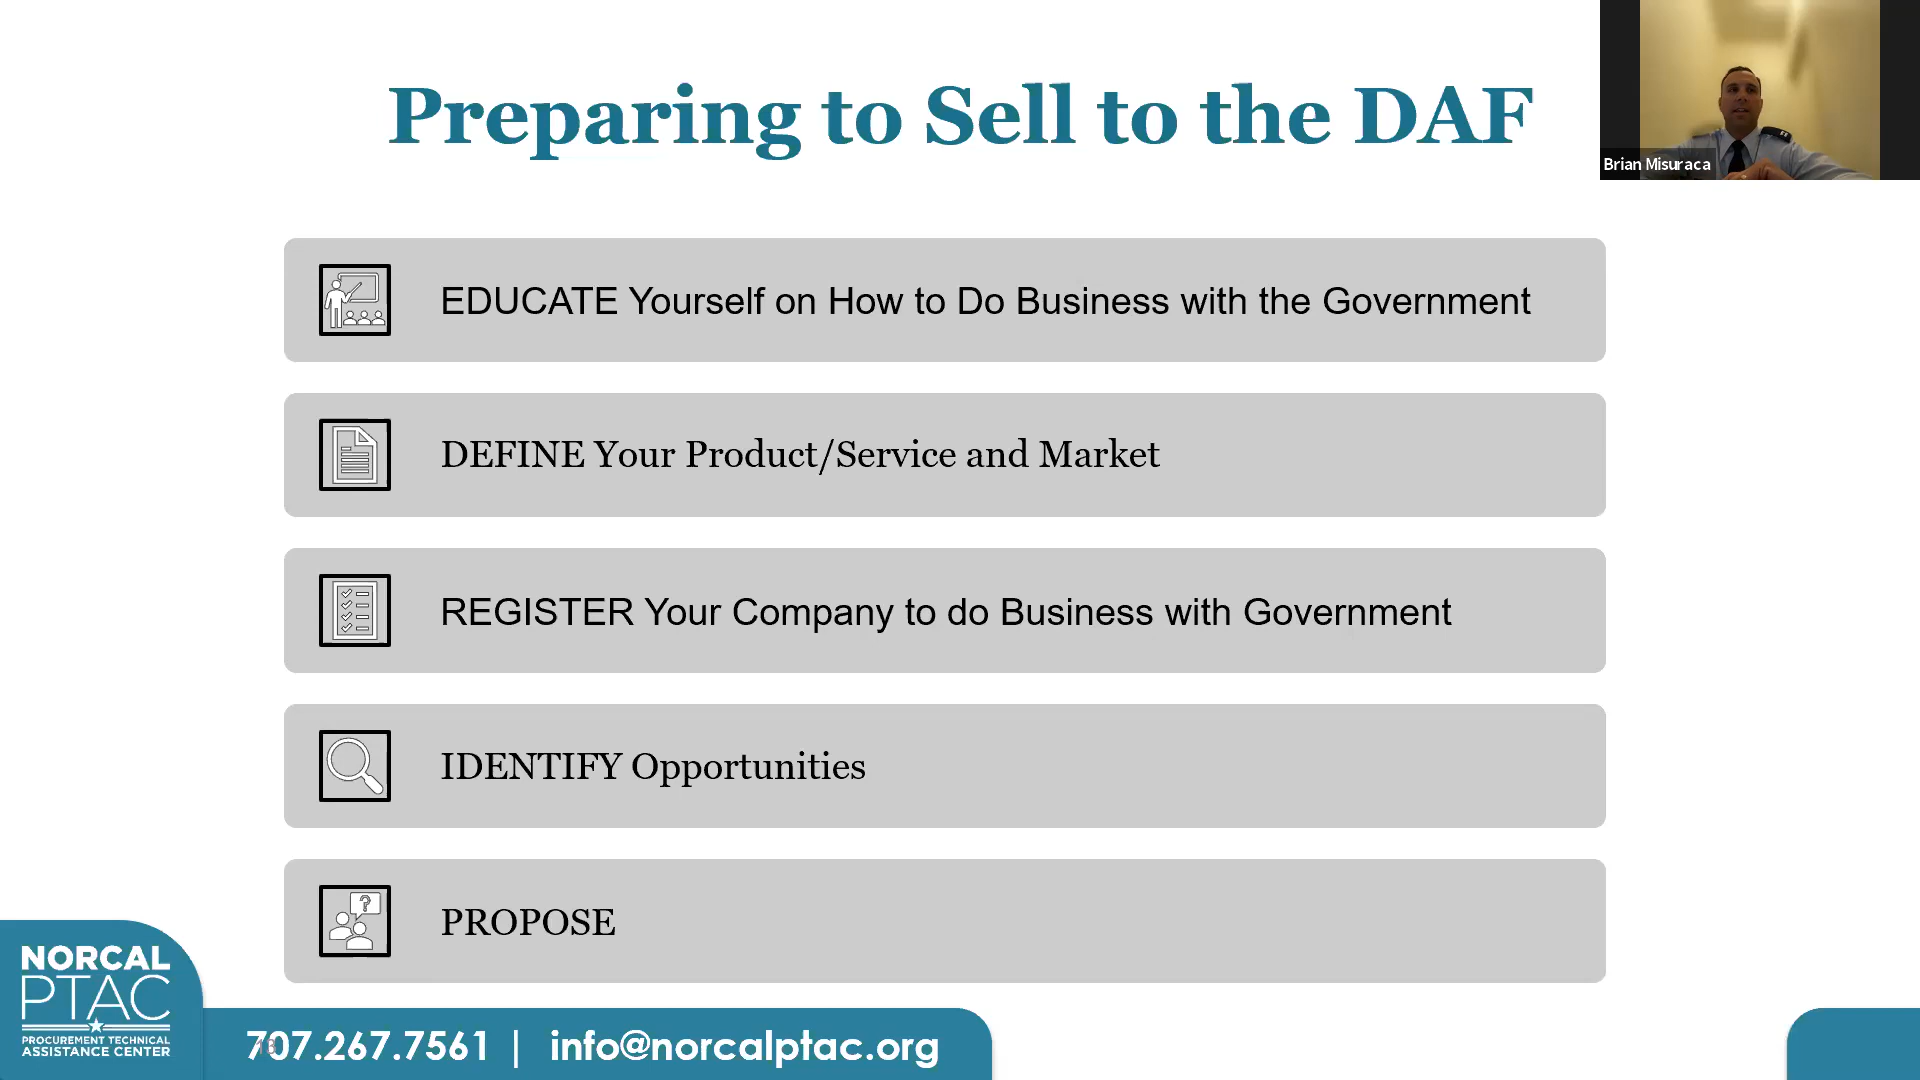 Preparing to Sell to the DAF
Brian Misuraca
EDUCATE Yourself on How to Do Business with the Government
DEFINE Your Product/Service and Market
REGISTER Your Company to do Business with Government
IDENTIFY Opportunities
?
PROPOSE
NORCAL
PTAC
PROCUREMENT TECHNICAL
ASSISTANCE CENTER
707.267.7561 | info@norcalptac.org
13